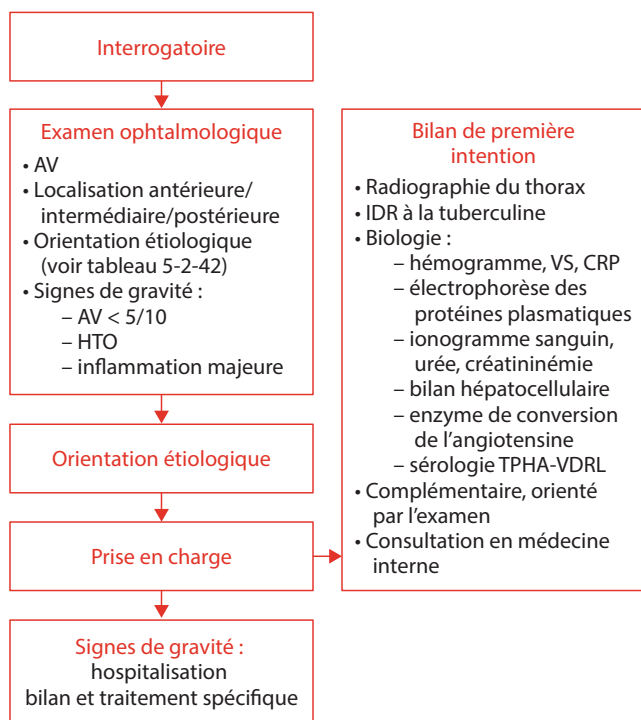 Interrogatoire
Examen ophtalmologique
• AV
• Localisation antérieure/
intermédiaire/postérieure
• Orientation étiologique
(voir tableau 5-2-42)
• Signes de gravité :
– AV < 5/10
– HTO
– inflammation majeure
Orientation étiologique
Prise en charge
Signes de gravité :
hospitalisation
bilan et traitement spécifique
Bilan de première
intention
• Radiographie du thorax
• IDR à la tuberculine
• Biologie :
– hémogramme, VS, CRP
– électrophorèse des
protéines plasmatiques
– ionogramme sanguin,
urée, créatininémie
– bilan hépatocellulaire
– enzyme de conversion
de l'angiotensine
– sérologie TPHA-VDRL
• Complémentaire, orienté
par l'examen
• Consultation en médecine
interne